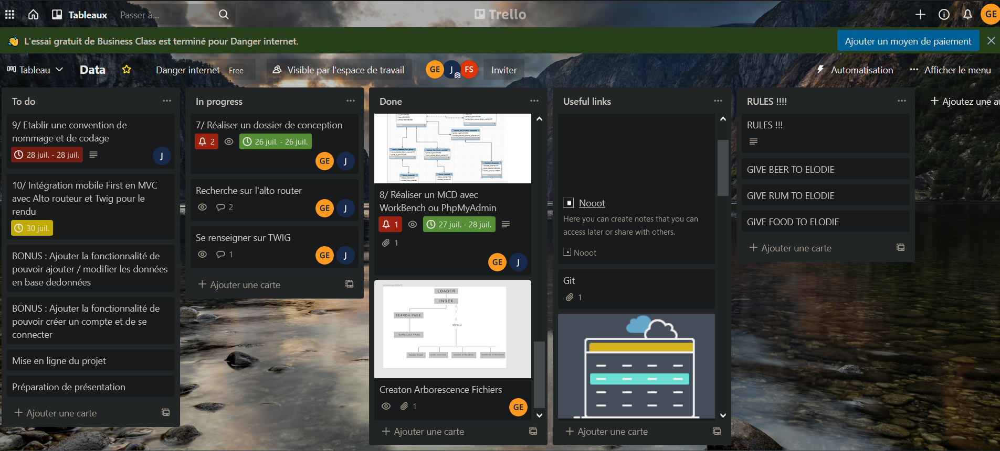 Tableaux
Passer à...
Trello
GE
L'essai gratuit de Business Class est terminé pour Danger internet.
Ajouter un moyen de paiement
Tableau
Data
Danger internet
Free
Visible par l'espace de travail
GE
J
FS
Inviter
Automatisation
Afficher le menu
To do
9/ Etablir une convention de
nommage et de codage
28 juil. - 28 juil.
J
10/ Intégration mobile First en MVC
avec Alto routeur et Twig pour le
rendu
30 juil.
BONUS : Ajouter la fonctionnalité de
pouvoir ajouter / modifier les données
en base dedonnées
BONUS : Ajouter la fonctionnalité de
pouvoir créer un compte et de se
connecter
Mise en ligne du projet
Préparation de présentation
Ajouter une carte
In progress
7/ Réaliser un dossier de conception
2
26 juil. - 26 juil.
GE
J
Recherche sur l'alto router
2
GE
J
Se renseigner sur TWIG
1
GE
J
Ajouter une carte
Done
8/ Réaliser un MCD avec
WorkBench ou PhpMyAdmin
1
27 juil. - 28 juil.
1
GE
J
LOADER
INDEX
SEARCH PAGE
MENU
GAME LIST PAGE
RANK PAGE
HOURS STREAMED
Creaton Arborescence Fichiers
1
GE
Ajouter une carte
Useful links
Nooot
Here you can create notes that you can
access later or share with others.
Nooot
Git
1
Ajouter une carte
RULES !!!!
RULES !!!
GIVE BEER TO ELODIE
GIVE RUM TO ELODIE
GIVE FOOD TO ELODIE
Ajouter une carte
Ajoutez une au